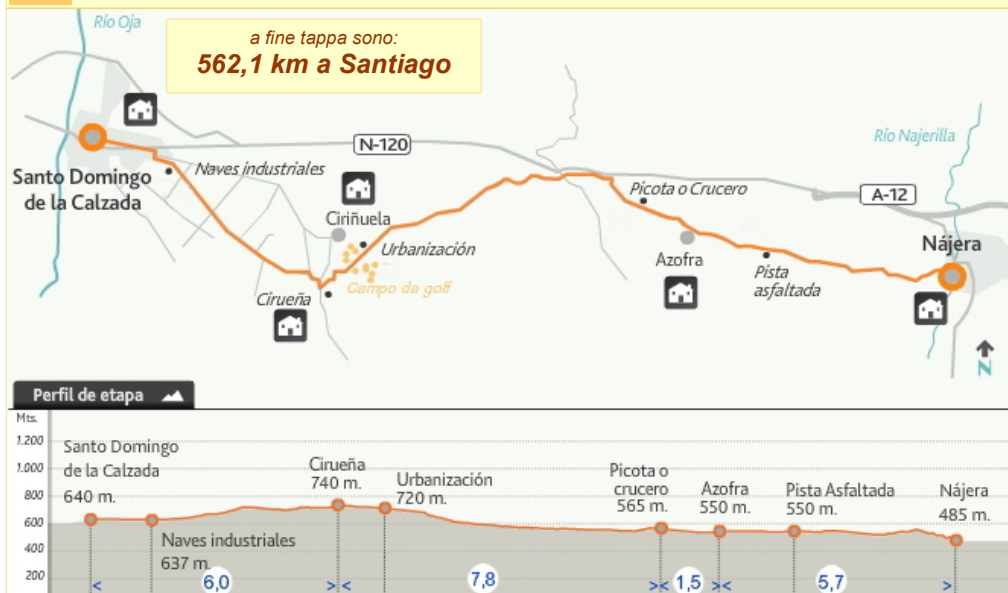 Río Oja
a fine tappa sono:
562,1 km a Santiago
N-120
Río Najerilla
Naves industriales
Santo Domingo
de la Calzada
Picota o Crucero
A-12
Ciriñuela
Urbanización
Azofra
Nájera
Pista
asfaltada
Campo da golf
Cirueña
N
Perfil de etapa
Mts.
1.200
1.000
800
600
400
200
Santo Domingo
de la Calzada
640 m.
Naves industriales
637 m.
Cirueña
740 m.
Urbanización
720 m.
Picota o
crucero
565 m.
Azofra
550 m.
Pista Asfaltada
550 m.
Nájera
485 m.
< 6,0 >< 7,8 >< 1,5 >< 5,7 >